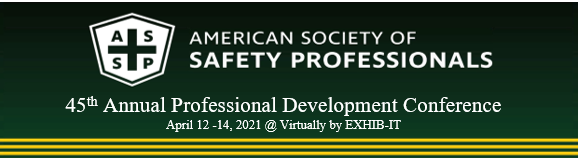 A S
S P
AMERICAN SOCIETY OF
SAFETY PROFESSIONALS
45th Annual Professional Development Conference
April 12 -14, 2021 @ Virtually by EXHIB-IT